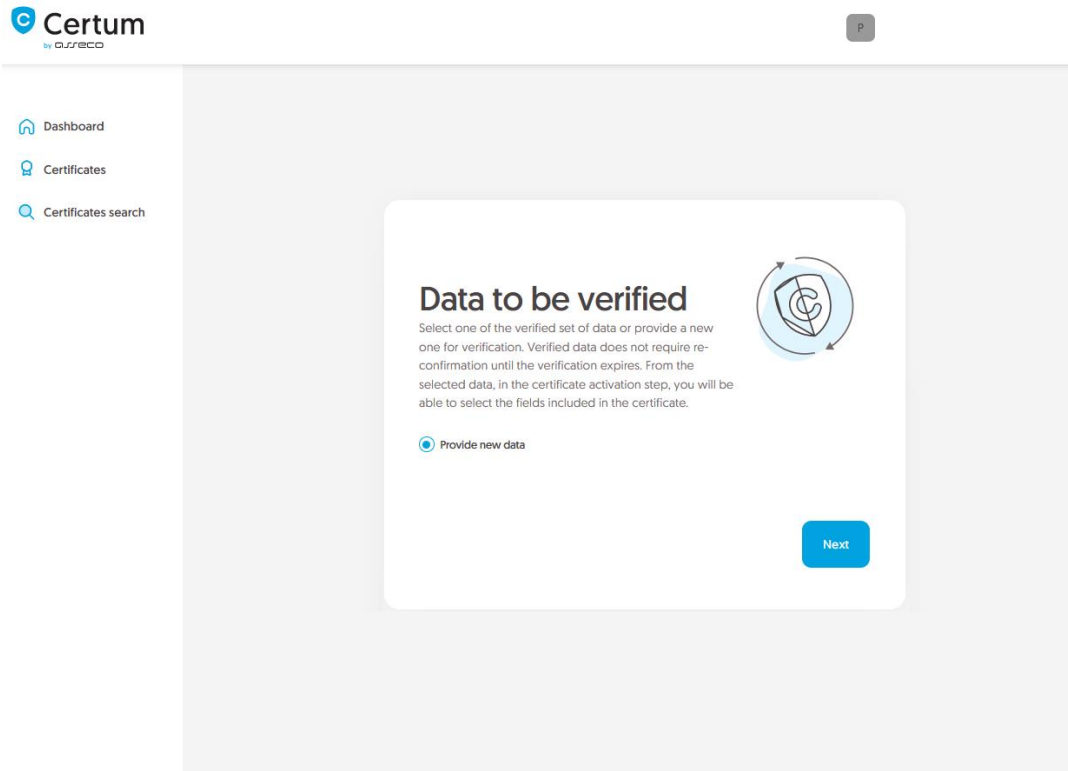 Certum
by asseco
P
Dashboard
Certificates
Certificates search
Data to be verified
Select one of the verified set of data or provide a new
one for verification. Verified data does not require re-
confirmation until the verification expires. From the
selected data, in the certificate activation step, you will be
able to select the fields included in the certificate.
Provide new data
Next